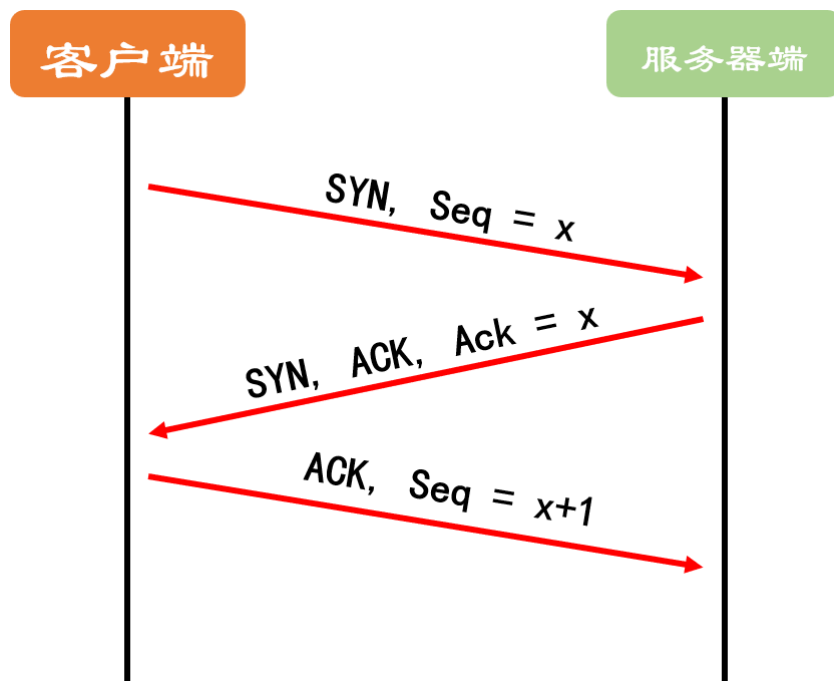 客户端
服务器端
SYN, Seq = x
SYN, ACK, Ack = x
ACK, Seq = x+1